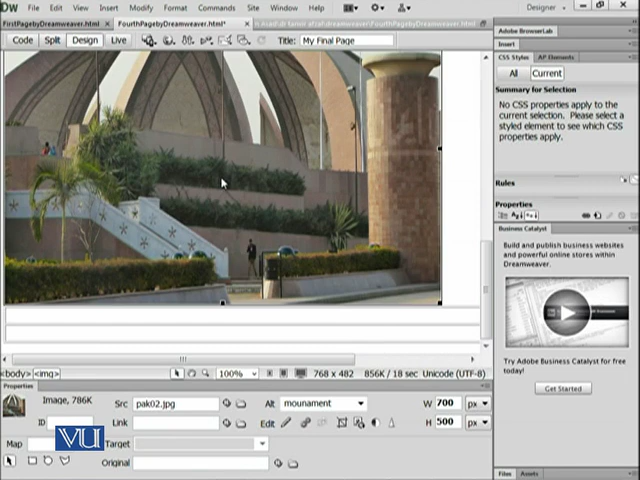 Dw File Edit View Insert Modify Format Commands Site Window Help Designer
FirstPagebyDreamweaver.html × FourthPagebyDreamweaver.html* ×
Code Split Design Live Title: My Final Page
Adobe BrowserLab
Insert
CSS Styles AP Elements
All Current
Summary for Selection
No CSS properties apply to the
current selection. Please select a
styled element to see which CSS
properties apply.
Rules
Properties
Business Catalyst
Build and publish business websites
and powerful online stores within
Dreamweaver.
Try Adobe Business Catalyst for free
today!
Get Started
Files Assets
<body> <img> 100% 768 x 482 856K / 18 sec Unicode (UTF-8)
Properties
Image, 786K Src pak02.jpg Alt mounament W 700 px
ID Link Edit H 500 px
Map Target
Original
VU